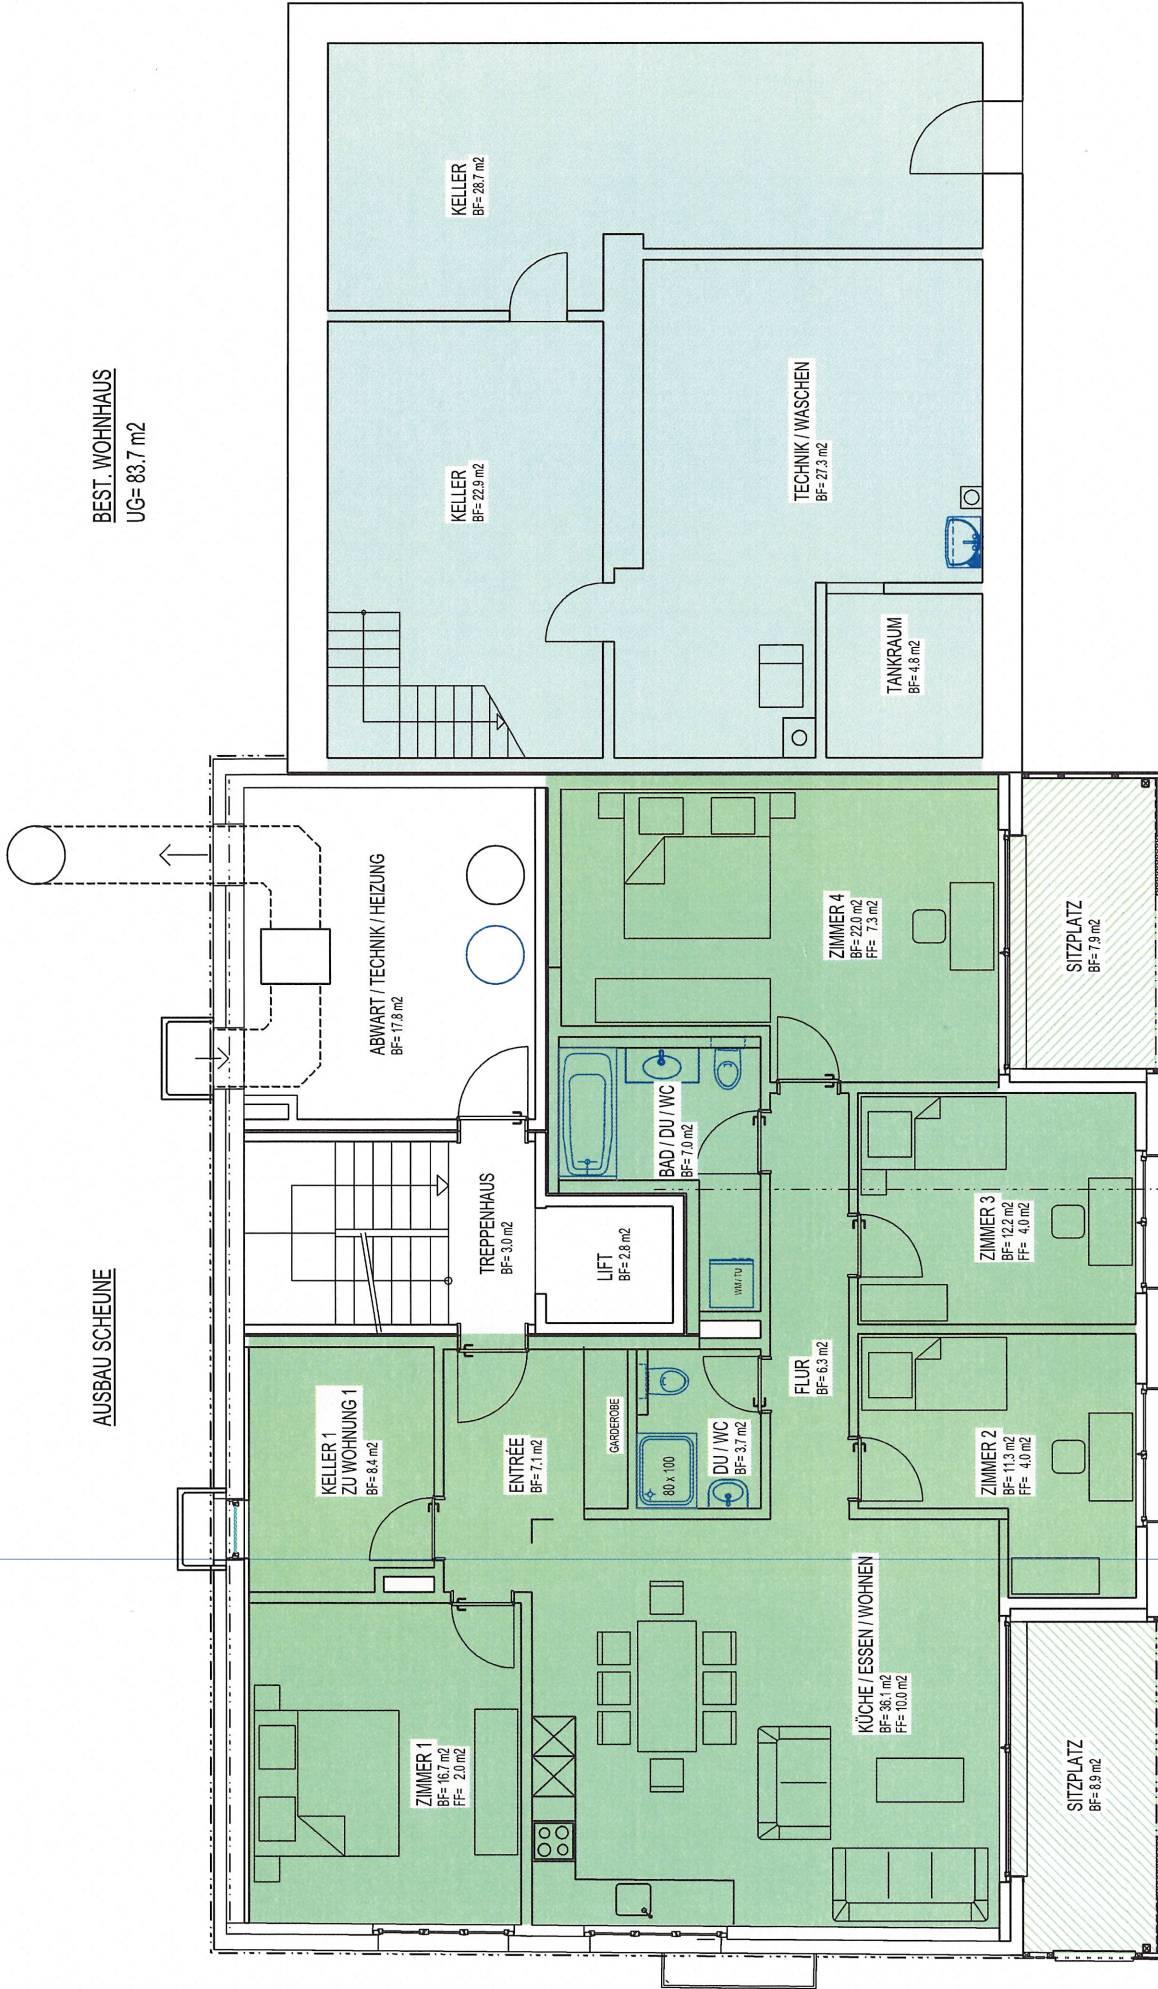 AUSBAU SCHEUNE
BEST. WOHNHAUS
UG= 83.7 m2
ZIMMER 1
BF= 16.7 m2
FF= 2.0 m2
KELLER 1
ZU WOHNUNG 1
BF= 8.4 m2
ENTRÉE
BF= 7.1 m2
GARDEROBE
TREPPENHAUS
BF= 3.0 m2
LIFT
BF= 2.8 m2
ABWART / TECHNIK / HEIZUNG
BF= 17.8 m2
KELLER
BF= 22.9 m2
KELLER
BF= 28.7 m2
80 x 100
DU / WC
BF= 3.7 m2
WM / TU
BAD / DU / WC
BF= 7.0 m2
FLUR
BF= 6.3 m2
ZIMMER 4
BF= 22.0 m2
FF= 7.3 m2
TANKRAUM
BF= 4.8 m2
TECHNIK / WASCHEN
BF= 27.3 m2
KÜCHE / ESSEN / WOHNEN
BF= 36.1 m2
FF= 10.0 m2
ZIMMER 2
BF= 11.3 m2
FF= 4.0 m2
ZIMMER 3
BF= 12.2 m2
FF= 4.0 m2
SITZPLATZ
BF= 8.9 m2
SITZPLATZ
BF= 7.9 m2